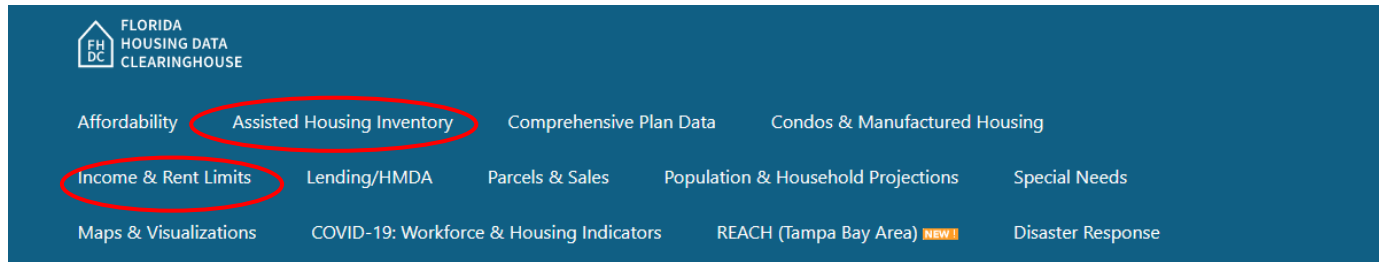 FLORIDA
FH HOUSING DATA
DC CLEARINGHOUSE
Affordability Assisted Housing Inventory Comprehensive Plan Data Condos & Manufactured Housing
Income & Rent Limits Lending/HMDA Parcels & Sales Population & Household Projections Special Needs
Maps & Visualizations COVID-19: Workforce & Housing Indicators REACH (Tampa Bay Area) NEW! Disaster Response